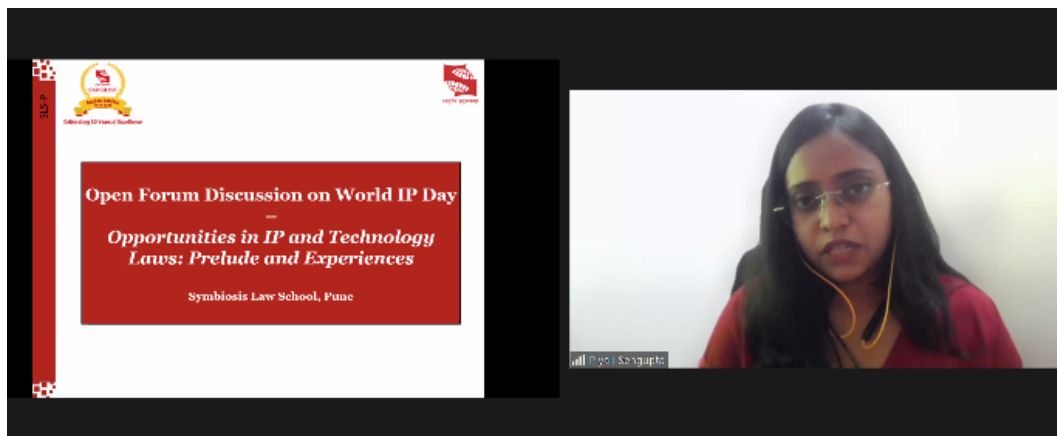 SLS-P
Celebrating 50 Years of Excellence
Open Forum Discussion on World IP Day
–
Opportunities in IP and Technology
Laws: Prelude and Experiences
Symbiosis Law School, Pune
Sengupta